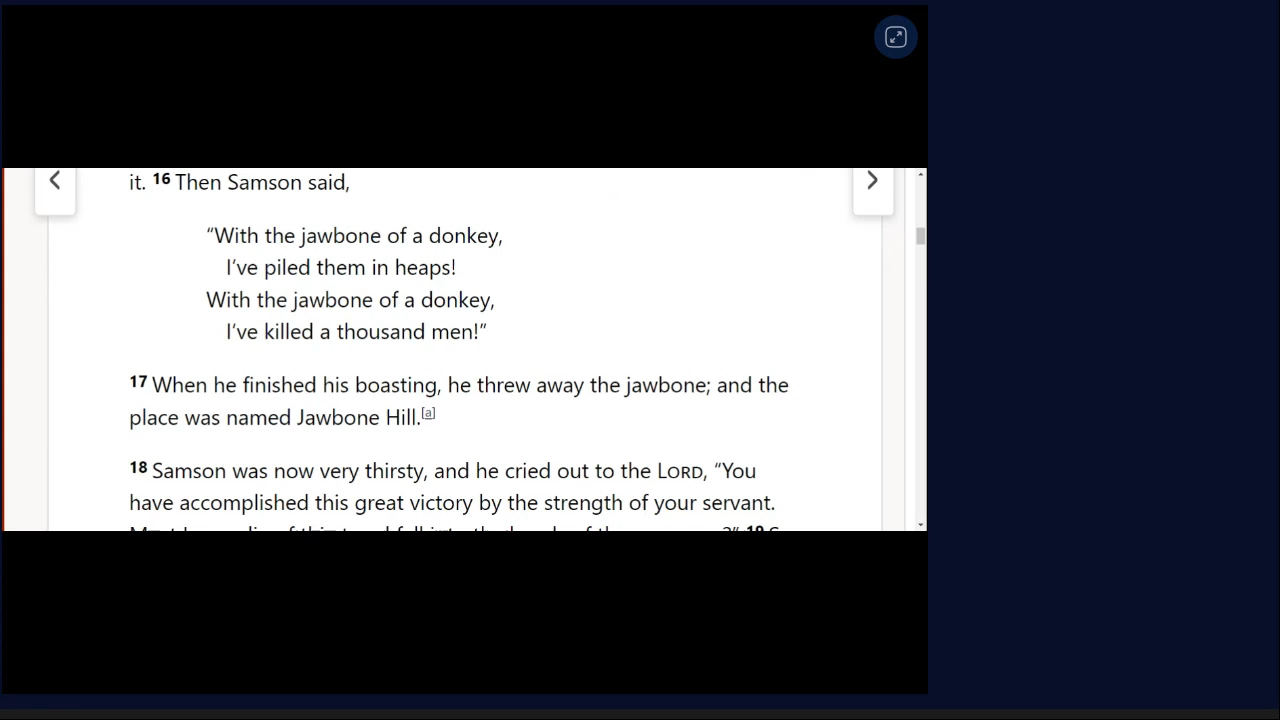 it. 16 Then Samson said,
“With the jawbone of a donkey,
I’ve piled them in heaps!
With the jawbone of a donkey,
I’ve killed a thousand men!”
17 When he finished his boasting, he threw away the jawbone; and the
place was named Jawbone Hill.[a]
18 Samson was now very thirsty, and he cried out to the LORD, “You
have accomplished this great victory by the strength of your servant.